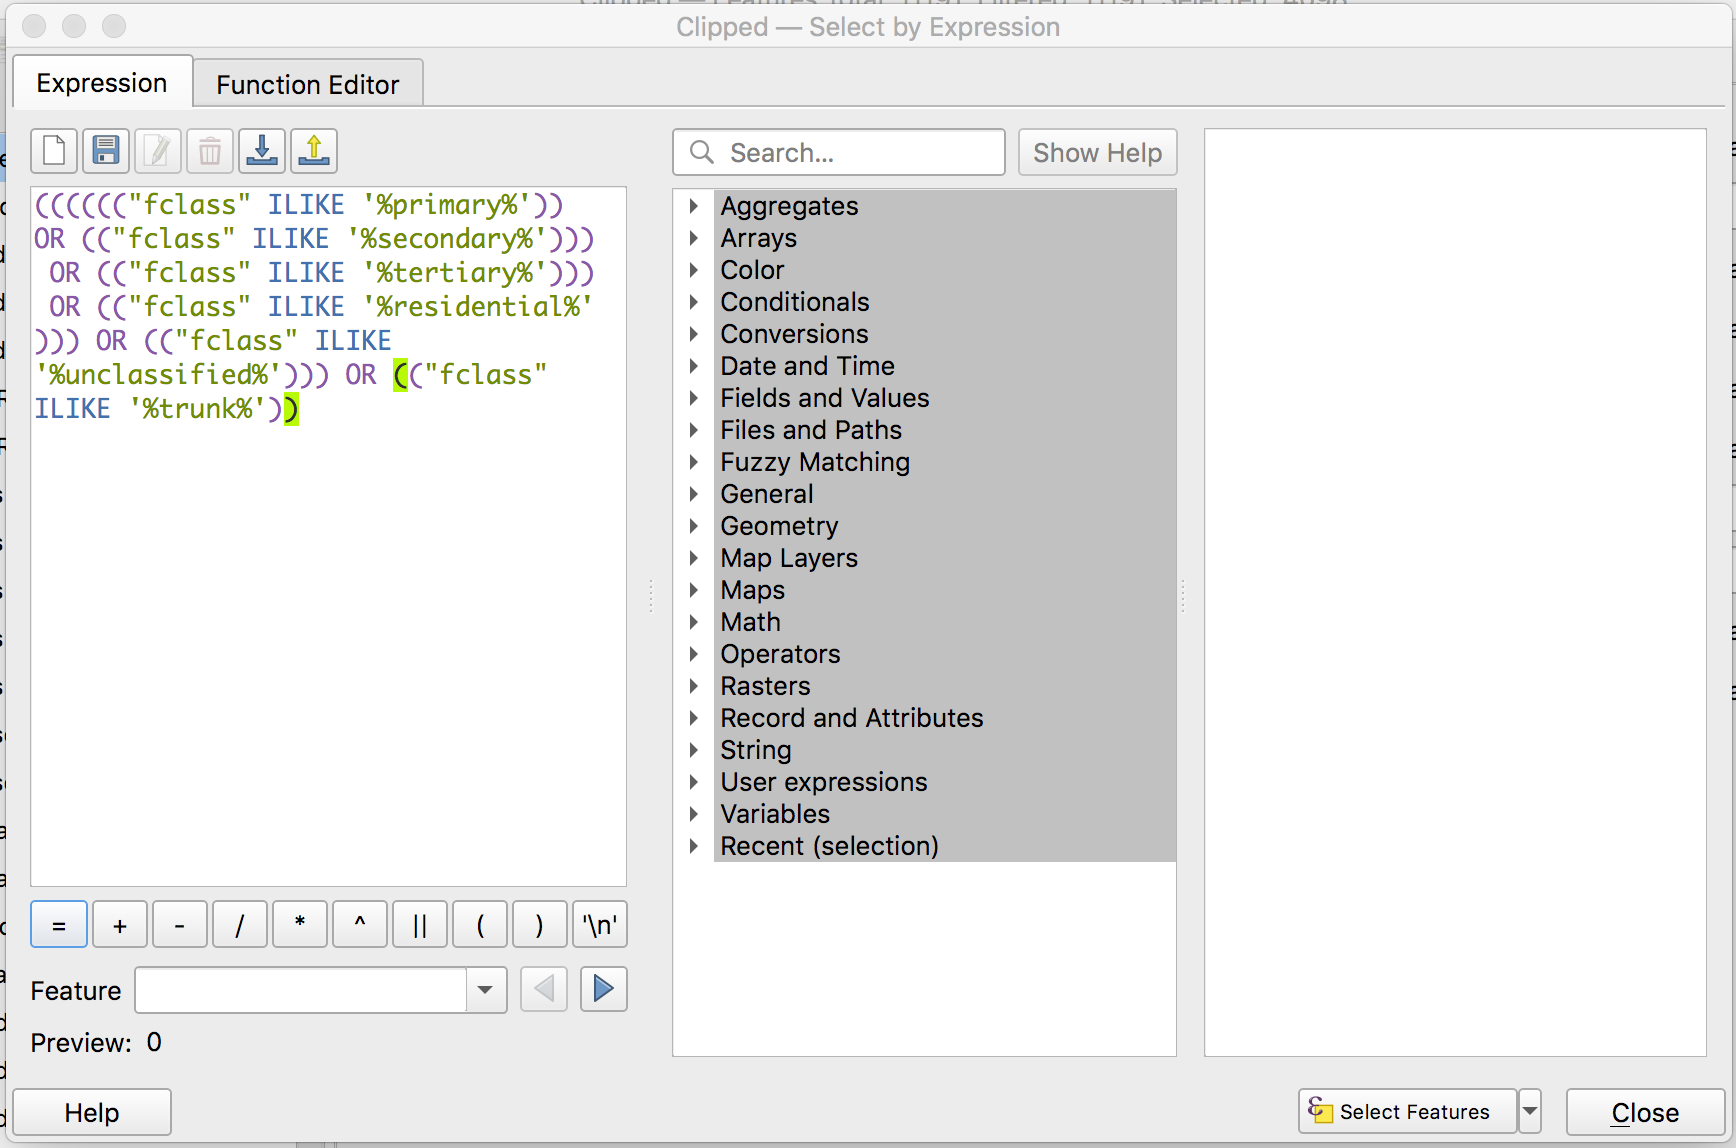 Clipped — Select by Expression
Expression
Function Editor
Search...
Show Help
(((((("fclass" ILIKE '%primary%'))
OR (("fclass" ILIKE '%secondary%')))
OR (("fclass" ILIKE '%tertiary%')))
OR (("fclass" ILIKE '%residential%'
))) OR (("fclass" ILIKE
'%unclassified%'))) OR (("fclass"
ILIKE '%trunk%'))
Aggregates
Arrays
Color
Conditionals
Conversions
Date and Time
Fields and Values
Files and Paths
Fuzzy Matching
General
Geometry
Map Layers
Maps
Math
Operators
Rasters
Record and Attributes
String
User expressions
Variables
Recent (selection)
= + - / * ^ || ( ) '\n'
Feature
Preview: 0
Help
Select Features
Close